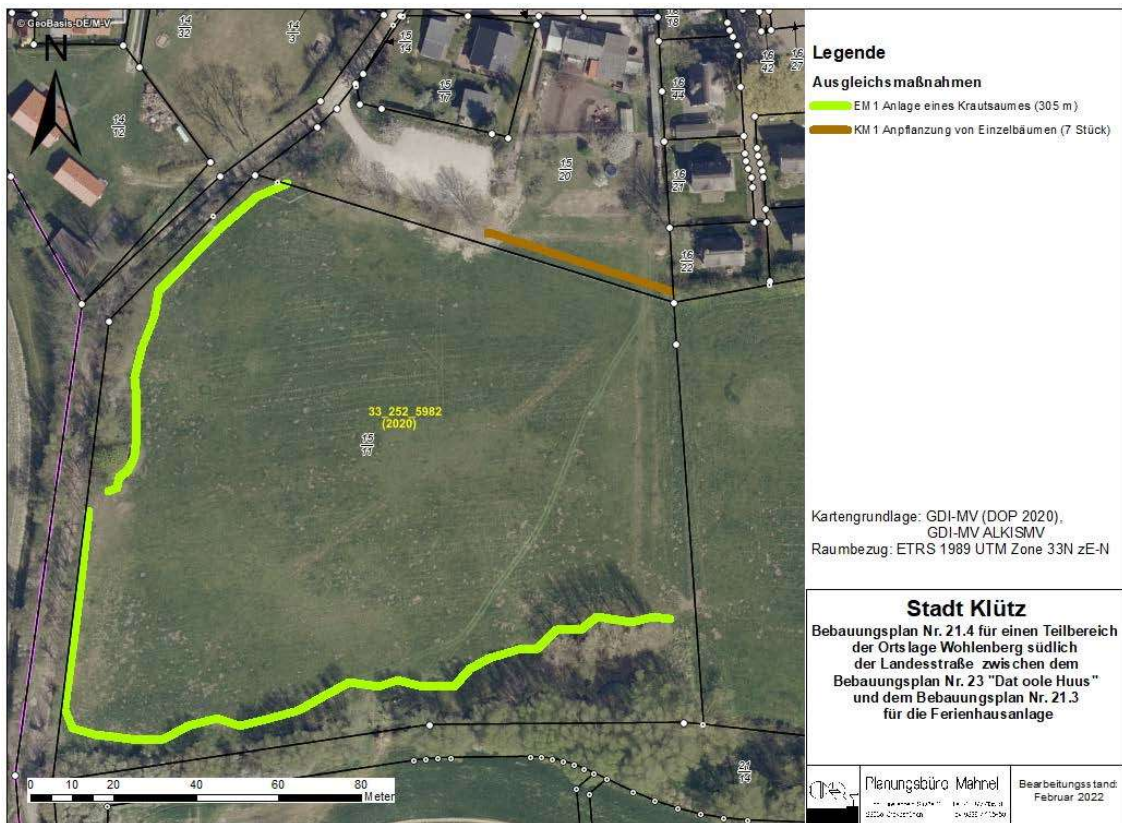 © GeoBasis-DE/M-V
N
14
32
14
3
15
14
15
17
14
12
15
20
16
44
16
21
16
22
16
42
16
27
33_252_5982
(2020)
15
11
21
14
0 10 20 40 60 80
Meter
Legende
Ausgleichsmaßnahmen
EM 1 Anlage eines Krautsaumes (305 m)
KM 1 Anpflanzung von Einzelbäumen (7 Stück)
Kartengrundlage: GDI-MV (DOP 2020),
GDI-MV ALKISMV
Raumbezug: ETRS 1989 UTM Zone 33N zE-N
Stadt Klütz
Bebauungsplan Nr. 21.4 für einen Teilbereich
der Ortslage Wohlenberg südlich
der Landesstraße zwischen dem
Bebauungsplan Nr. 23 "Dat oole Huus"
und dem Bebauungsplan Nr. 21.3
für die Ferienhausanlage
Planungsbüro Mahnel
Bearbeitungsstand:
Februar 2022